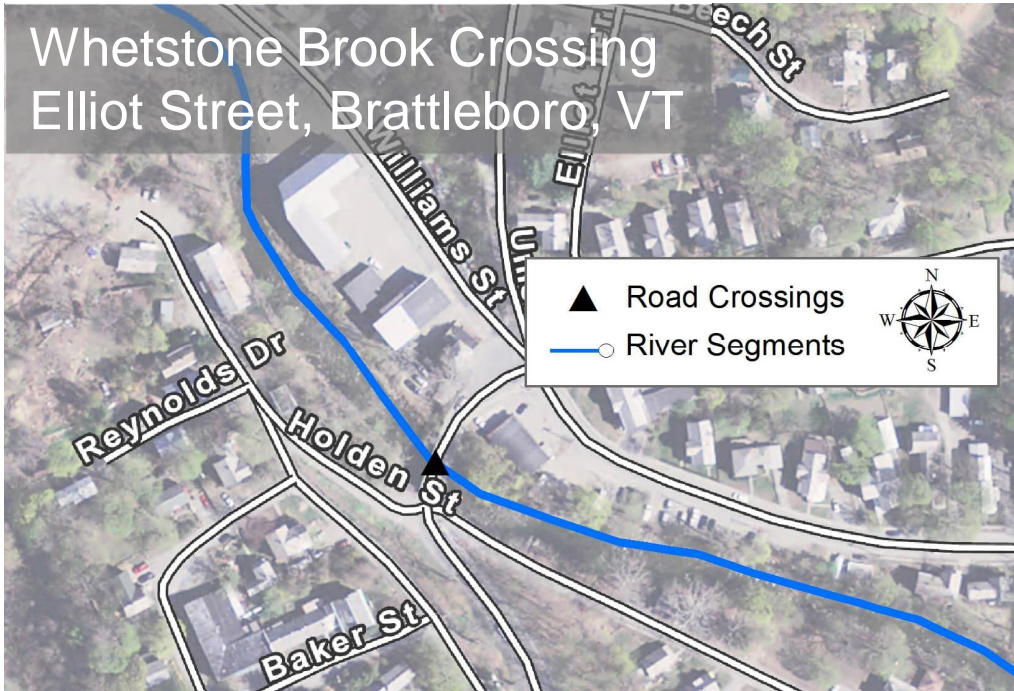 Whetstone Brook Crossing
Elliot Street, Brattleboro, VT
Beech St
Elliot
Williams St
N
W E
S
Road Crossings
River Segments
Reynolds Dr
Holden St
Baker St